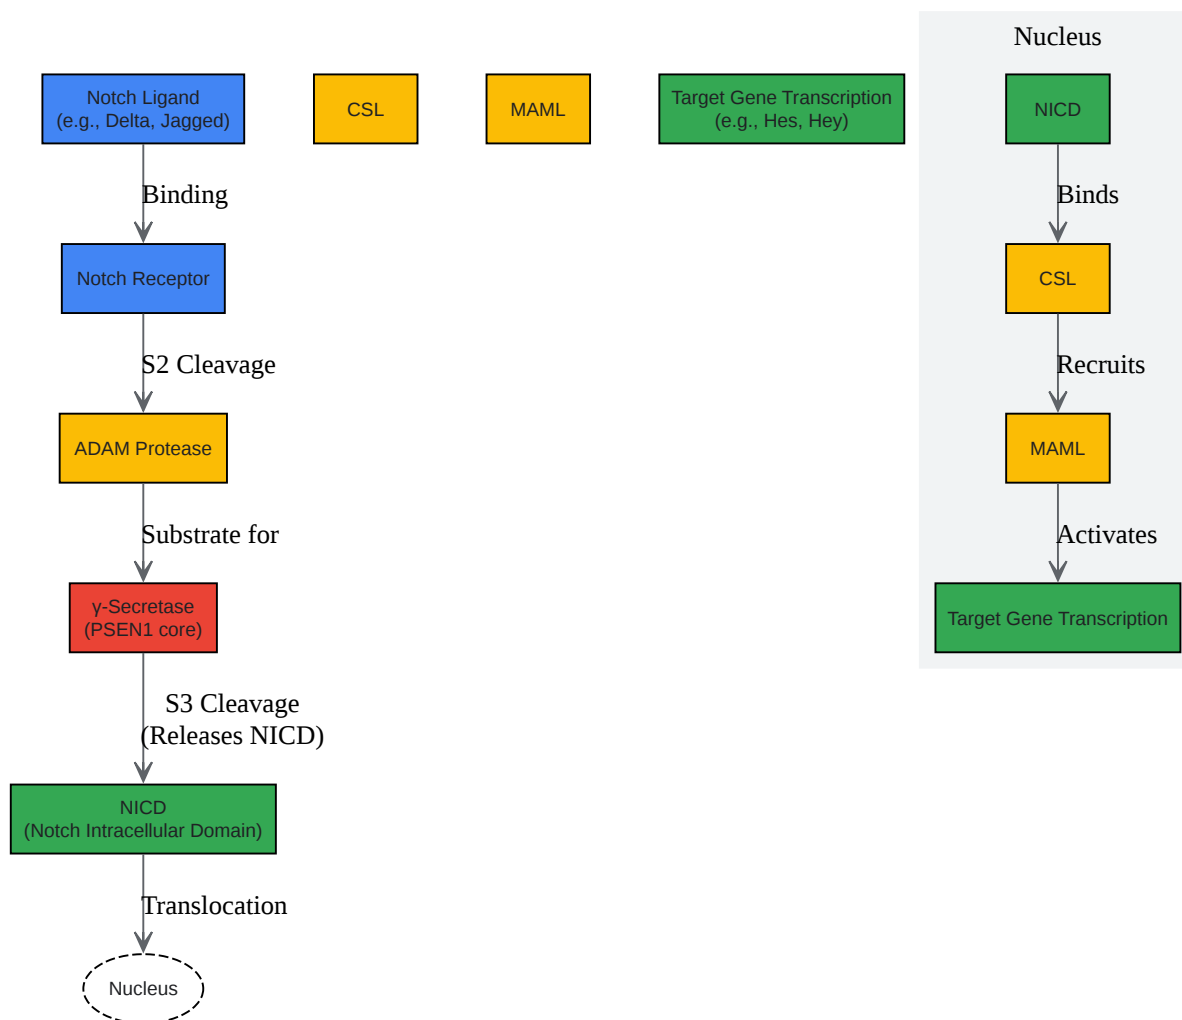 Notch Ligand
(e.g., Delta, Jagged)
Binding
Notch Receptor
S2 Cleavage
ADAM Protease
Substrate for
γ-Secretase
(PSEN1 core)
S3 Cleavage
(Releases NICD)
NICD
(Notch Intracellular Domain)
Translocation
Nucleus
CSL
MAML
Target Gene Transcription
(e.g., Hes, Hey)
Nucleus
NICD
Binds
CSL
Recruits
MAML
Activates
Target Gene Transcription